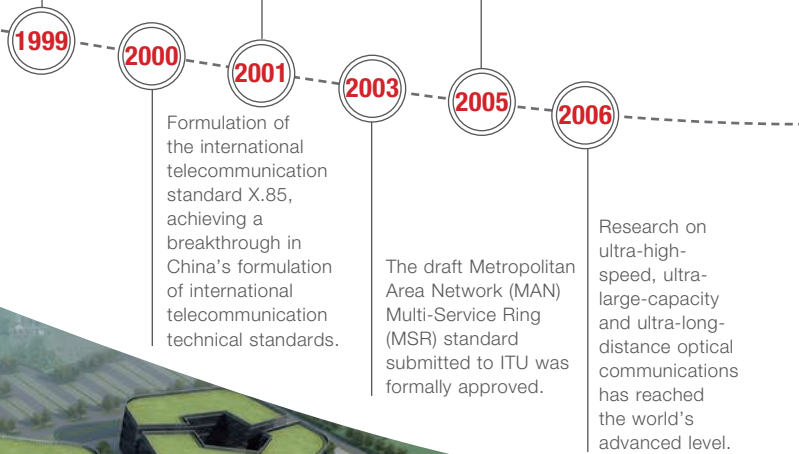 1999
2000
2001
2003
2005
2006
Formulation of
the international
telecommunication
standard X.85,
achieving a
breakthrough in
China's formulation
of international
telecommunication
technical standards.
The draft Metropolitan
Area Network (MAN)
Multi-Service Ring
(MSR) standard
submitted to ITU was
formally approved.
Research on
ultra-high-
speed, ultra-
large-capacity
and ultra-long-
distance optical
communications
has reached
the world's
advanced level.